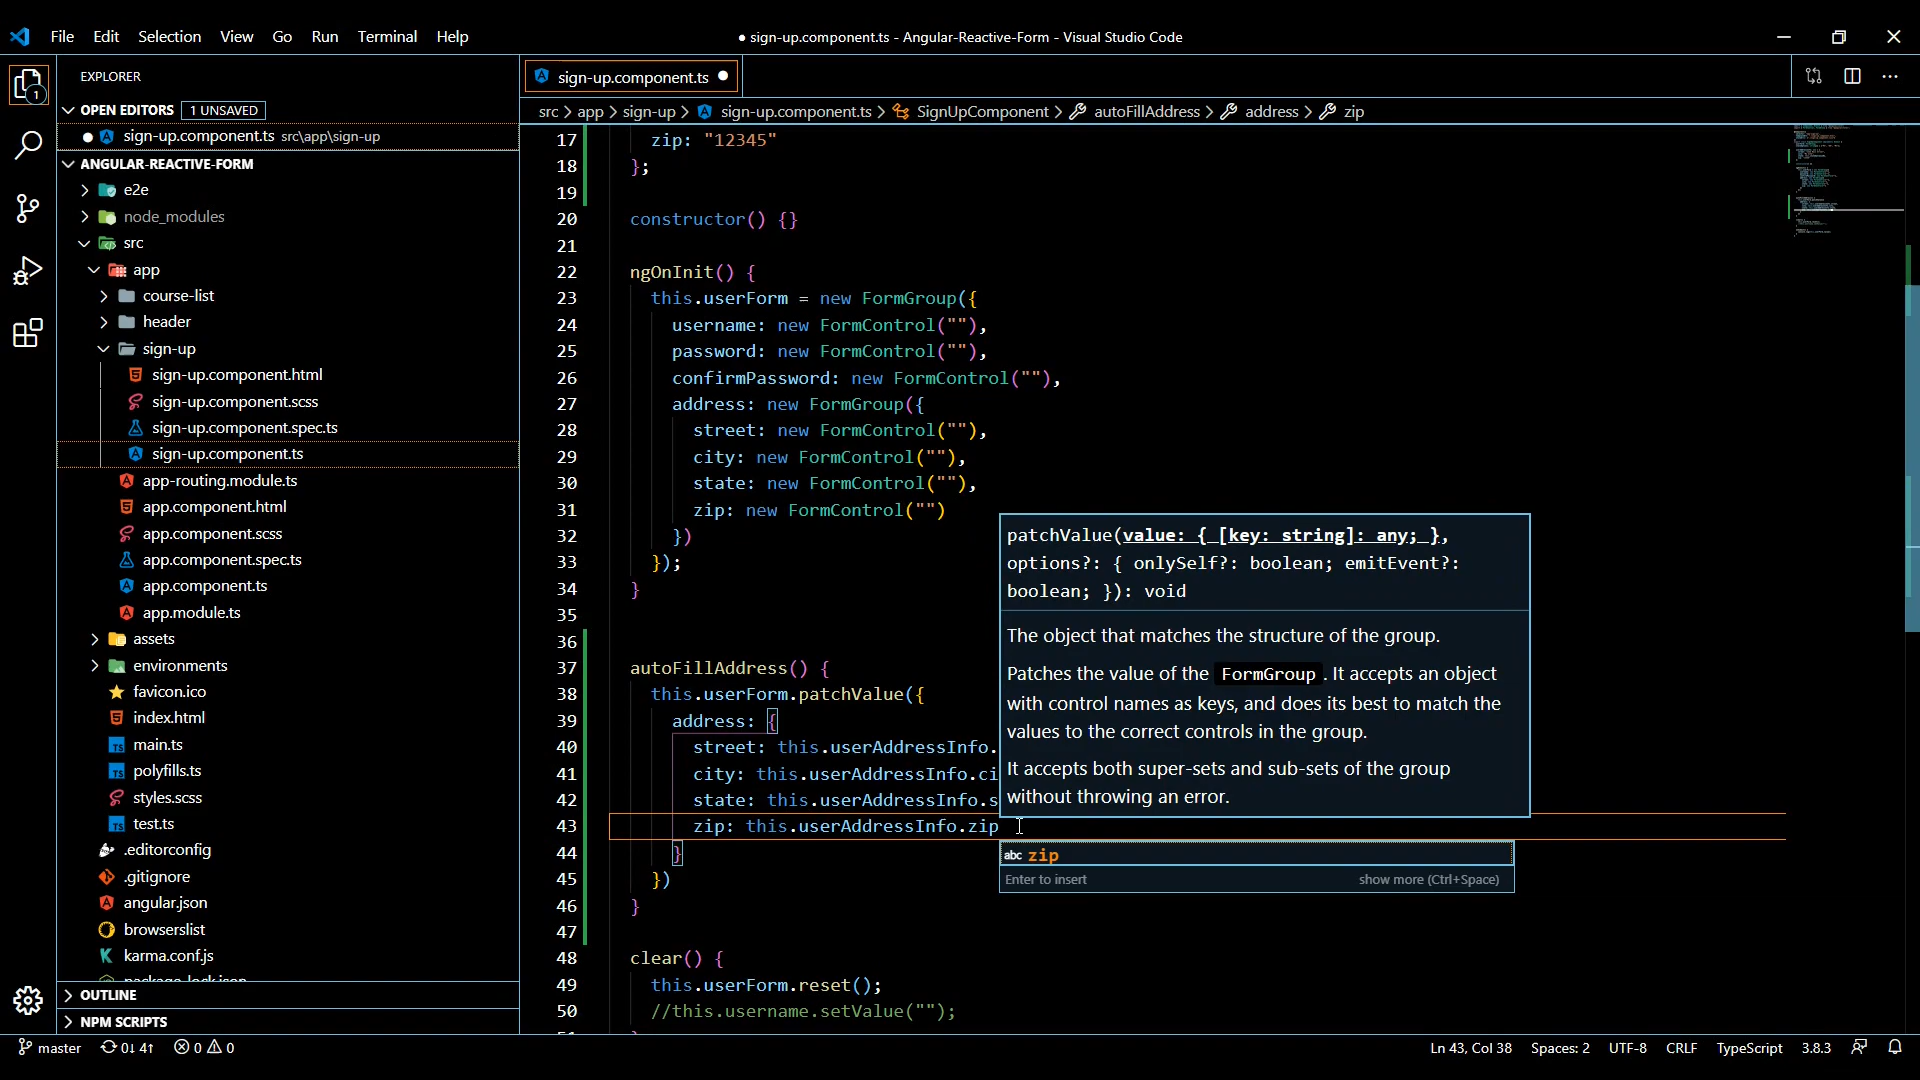 File Edit Selection View Go Run Terminal Help
● sign-up.component.ts - Angular-Reactive-Form - Visual Studio Code
1
EXPLORER
OPEN EDITORS 1 UNSAVED
● sign-up.component.ts src\app\sign-up
ANGULAR-REACTIVE-FORM
e2e
node_modules
src
app
course-list
header
sign-up
sign-up.component.html
sign-up.component.scss
sign-up.component.spec.ts
sign-up.component.ts
app-routing.module.ts
app.component.html
app.component.scss
app.component.spec.ts
app.component.ts
app.module.ts
assets
environments
favicon.ico
index.html
main.ts
polyfills.ts
styles.scss
test.ts
.editorconfig
.gitignore
angular.json
browserslist
karma.conf.js
package-lock.json
OUTLINE
NPM SCRIPTS
sign-up.component.ts ●
src > app > sign-up > sign-up.component.ts > SignUpComponent > autoFillAddress > address > zip
17 zip: "12345"
18 };
19
20 constructor() {}
21
22 ngOnInit() {
23 this.userForm = new FormGroup({
24 username: new FormControl(""),
25 password: new FormControl(""),
26 confirmPassword: new FormControl(""),
27 address: new FormGroup({
28 street: new FormControl(""),
29 city: new FormControl(""),
30 state: new FormControl(""),
31 zip: new FormControl("")
32 })
33 });
34 }
35
36
37 autoFillAddress() {
38 this.userForm.patchValue({
39 address: {
40 street: this.userAddressInfo.
41 city: this.userAddressInfo.ci
42 state: this.userAddressInfo.s
43 zip: this.userAddressInfo.zip
44 }
45 })
46 }
47
48 clear() {
49 this.userForm.reset();
50 //this.username.setValue("");
patchValue(value: { [key: string]: any; },
options?: { onlySelf?: boolean; emitEvent?:
boolean; }): void
The object that matches the structure of the group.
Patches the value of the FormGroup. It accepts an object
with control names as keys, and does its best to match the
values to the correct controls in the group.
It accepts both super-sets and sub-sets of the group
without throwing an error.
abc zip
Enter to insert show more (Ctrl+Space)
master 0↓ 4↑ 0 0 Ln 43, Col 38 Spaces: 2 UTF-8 CRLF TypeScript 3.8.3